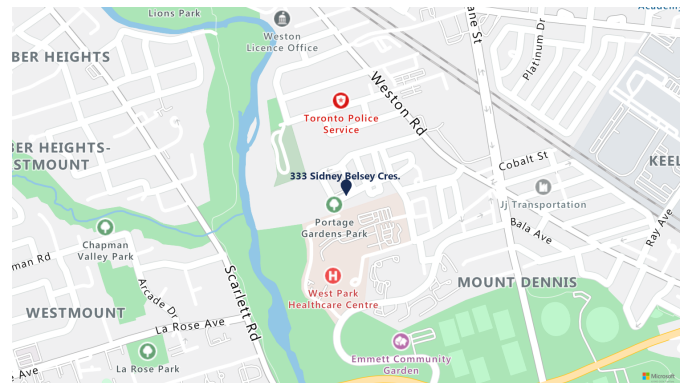 Lions Park
Academy
Weston
Licence Office
ane St
Platinum Dr
BER HEIGHTS
Weston Rd
Toronto Police
Service
BER HEIGHTS-
STMOUNT
Cobalt St
KEEL
333 Sidney Belsey Cres.
Jj Transportation
Portage
Gardens Park
Bala Ave
Ray Ave
Chapman
Valley Park
man Rd
Scarlett Rd
West Park
Healthcare Centre
MOUNT DENNIS
Arcade Dr
WESTMOUNT
La Rose Ave
Emmett Community
Garden
La Rose Park
e Ave
Microsoft